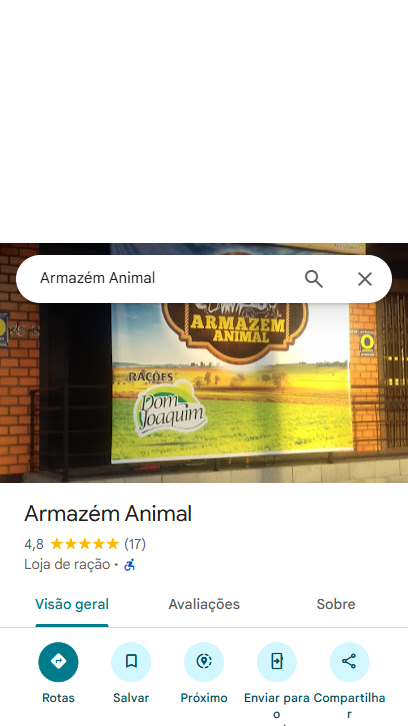 Armazém Animal
ARMAZÉM
ANIMAL
RAÇÕES
Dom
Joaquim
Armazém Animal
4,8 (17)
Loja de ração ·
Visão geral Avaliações Sobre
Rotas Salvar Próximo Enviar para o Compartilhar